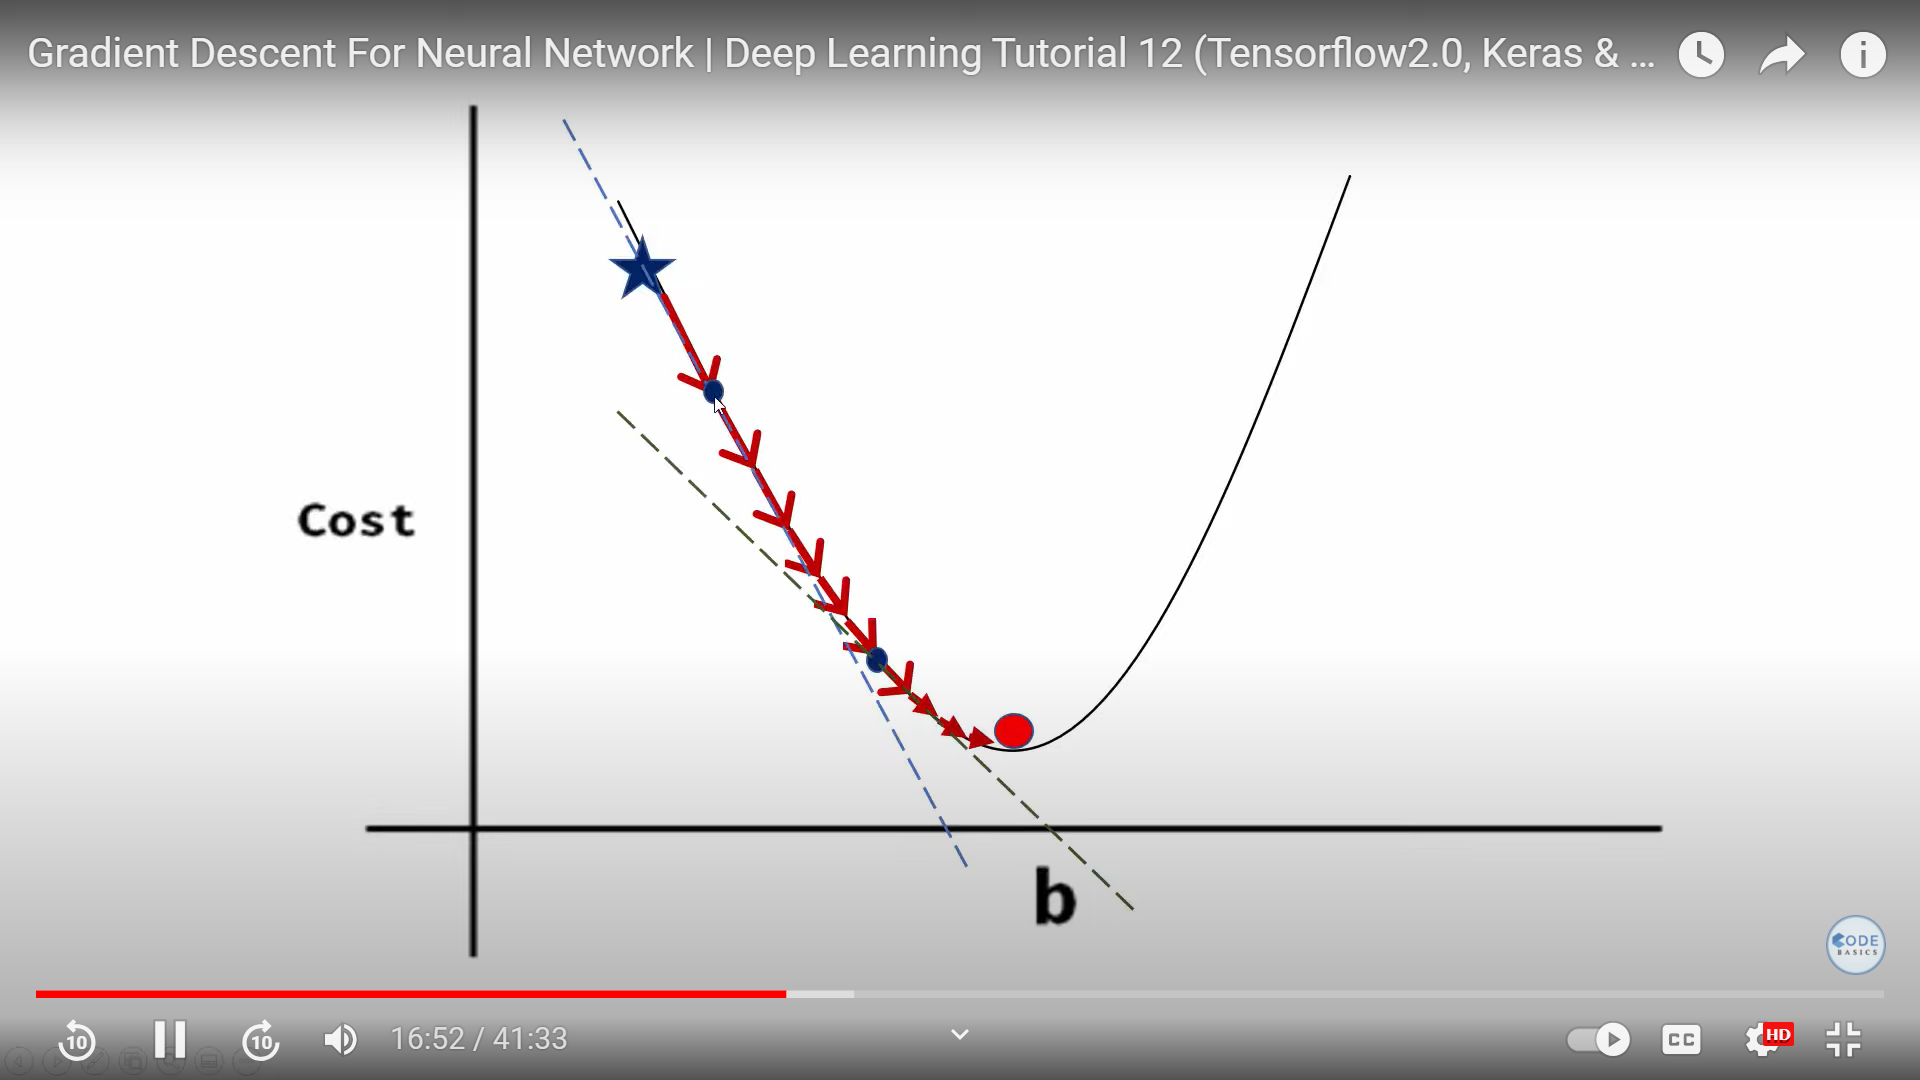 Gradient Descent For Neural Network | Deep Learning Tutorial 12 (Tensorflow2.0, Keras & ...
Cost
b
CODE
BASICS
10
10
16:52 / 41:33
CC
HD